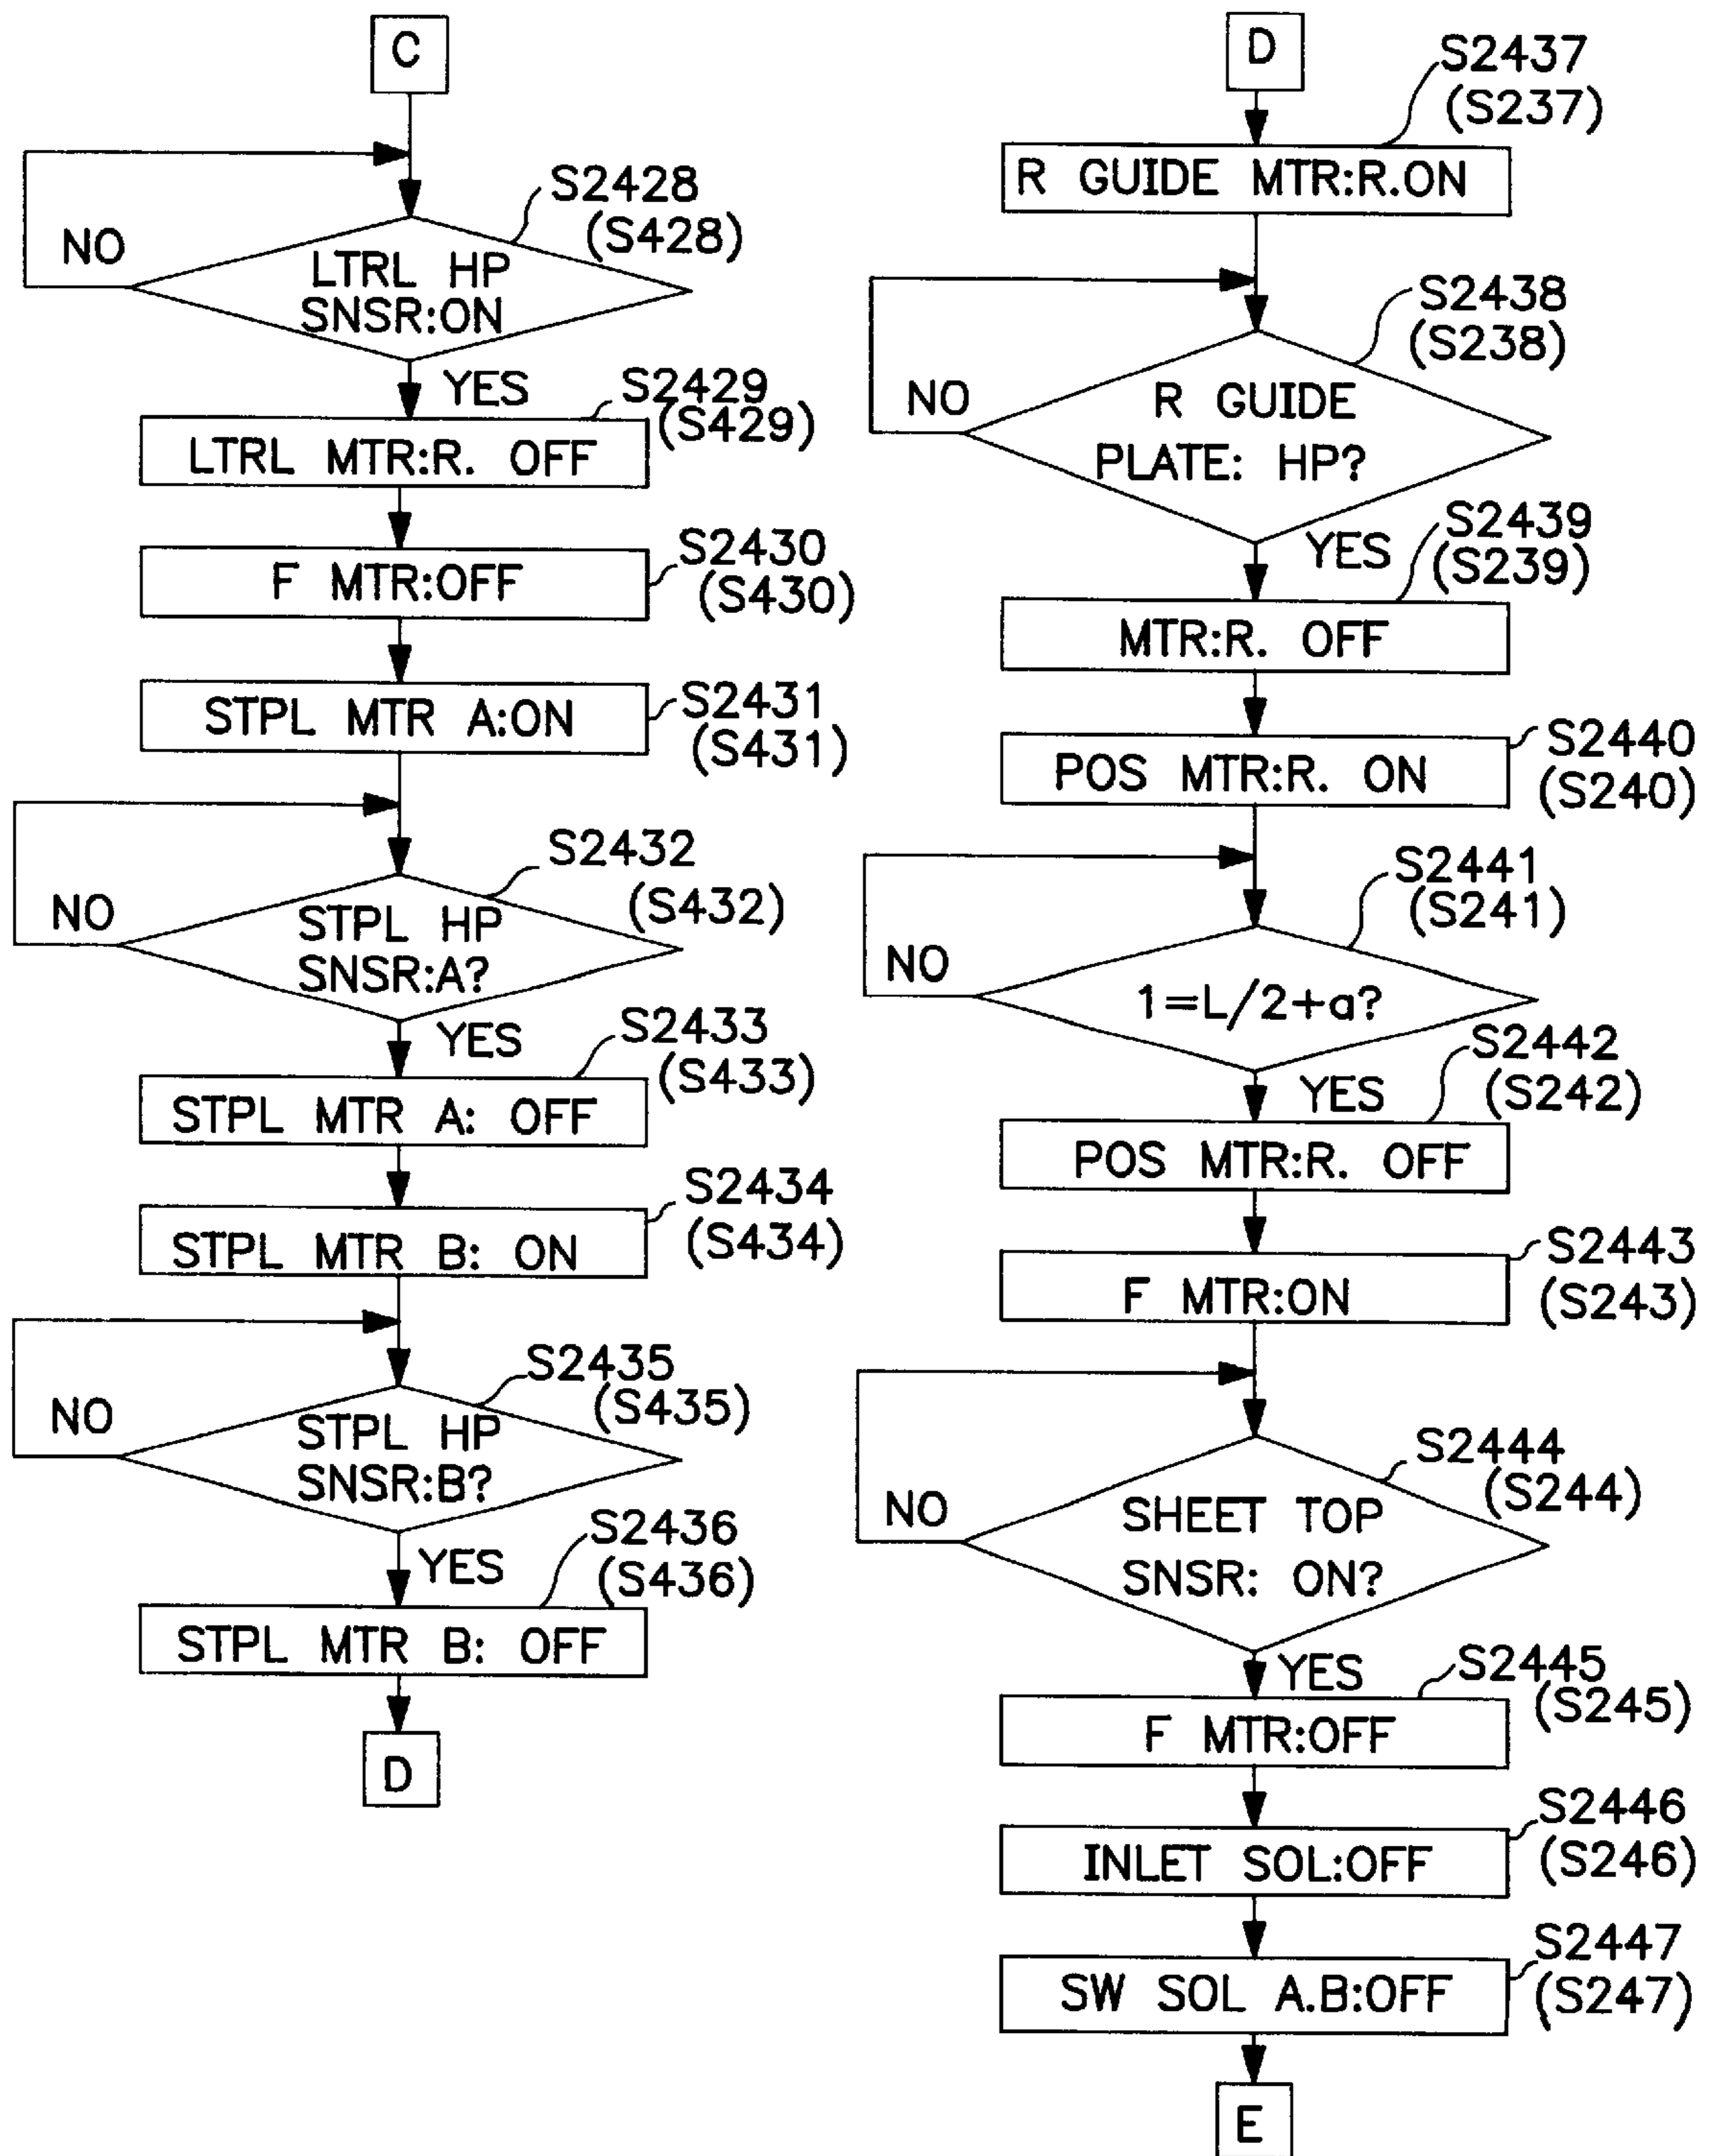 C
S2428
(S428)
NO
LTRL HP
SNSR:ON
YES
S2429
(S429)
LTRL MTR:R. OFF
S2430
(S430)
F MTR:OFF
S2431
(S431)
STPL MTR A:ON
S2432
(S432)
NO
STPL HP
SNSR:A?
YES
S2433
(S433)
STPL MTR A: OFF
S2434
(S434)
STPL MTR B: ON
S2435
(S435)
NO
STPL HP
SNSR:B?
YES
S2436
(S436)
STPL MTR B: OFF
D
D
S2437
(S237)
R GUIDE MTR:R.ON
S2438
(S238)
NO
R GUIDE
PLATE: HP?
YES
S2439
(S239)
MTR:R. OFF
S2440
(S240)
POS MTR:R. ON
S2441
(S241)
NO
1=L/2+a?
YES
S2442
(S242)
POS MTR:R. OFF
S2443
(S243)
F MTR:ON
S2444
(S244)
NO
SHEET TOP
SNSR: ON?
YES
S2445
(S245)
F MTR:OFF
S2446
(S246)
INLET SOL:OFF
S2447
(S247)
SW SOL A.B:OFF
E